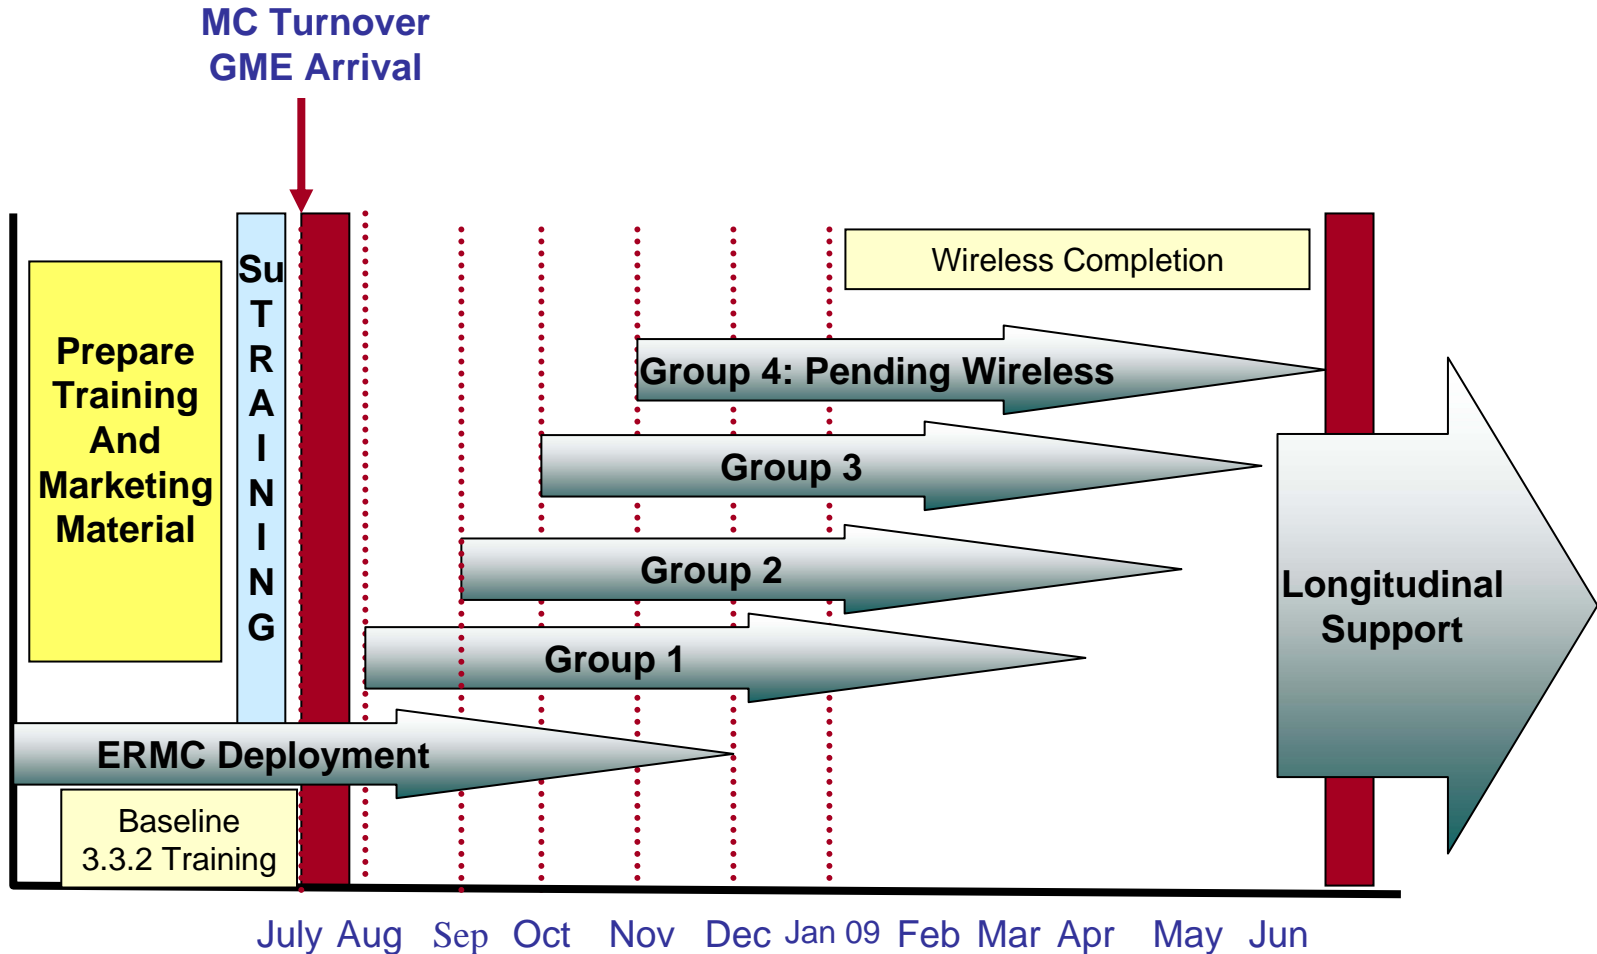 MC Turnover
GME Arrival
Su
T
R
A
I
N
I
N
G
Prepare
Training
And
Marketing
Material
Wireless Completion
Group 4: Pending Wireless
Group 3
Group 2
Group 1
Longitudinal
Support
ERMC Deployment
Baseline
3.3.2 Training
July Aug Sep Oct Nov Dec Jan 09 Feb Mar Apr May Jun